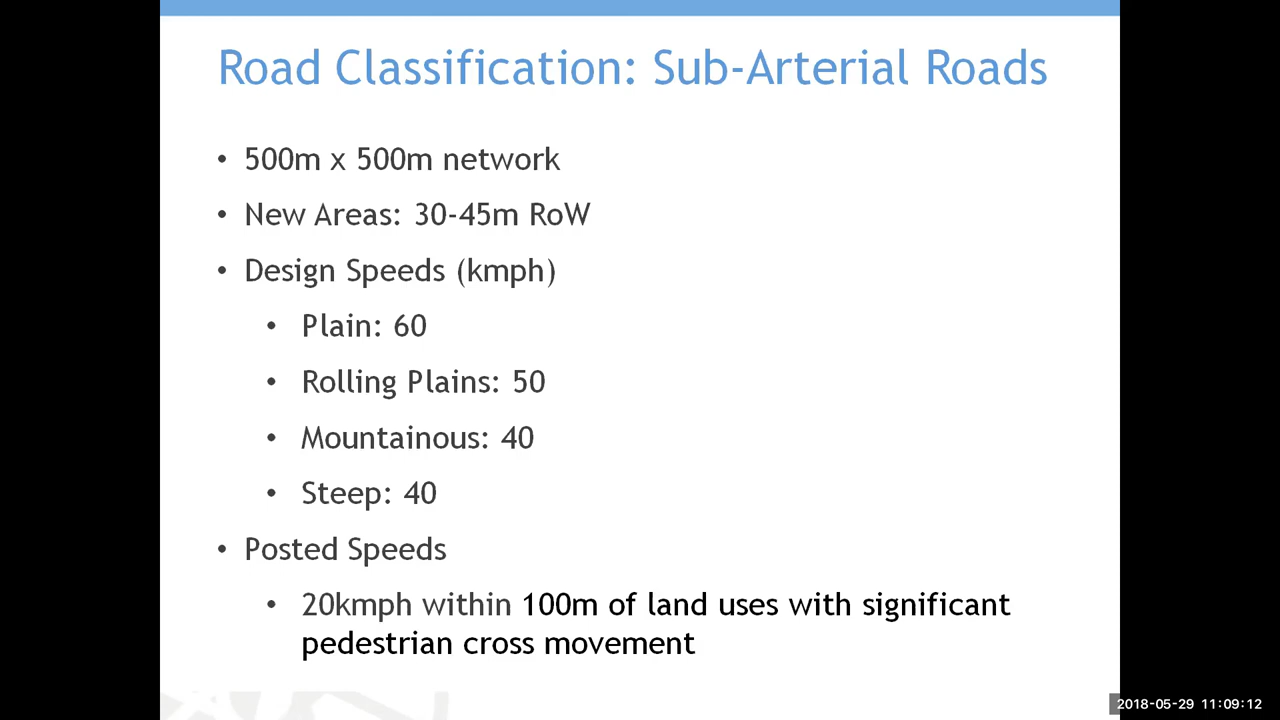 Road Classification: Sub-Arterial Roads
• 500m x 500m network
• New Areas: 30-45m RoW
• Design Speeds (kmph)
• Plain: 60
• Rolling Plains: 50
• Mountainous: 40
• Steep: 40
• Posted Speeds
• 20kmph within 100m of land uses with significant
pedestrian cross movement
2018-05-29 11:09:12